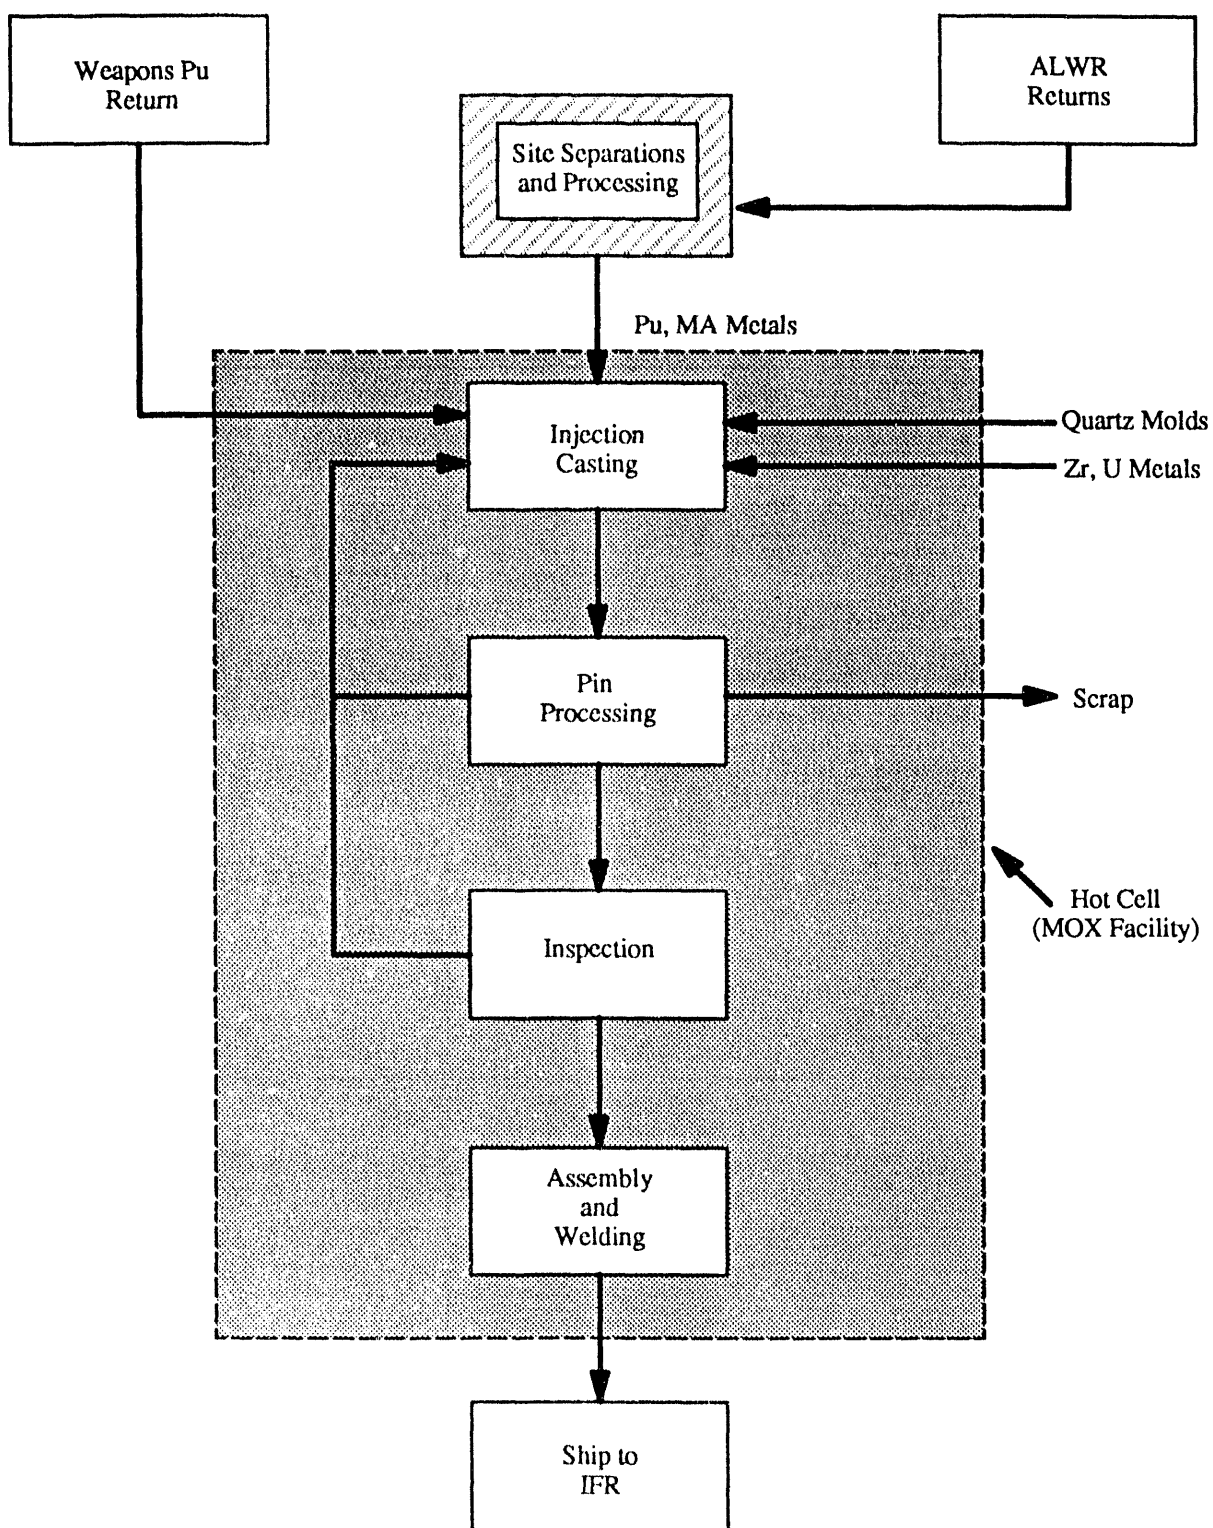 Weapons Pu
Return
ALWR
Returns
Site Separations
and Processing
Pu, MA Metals
Injection
Casting
Quartz Molds
Zr, U Metals
Pin
Processing
Scrap
Hot Cell
(MOX Facility)
Inspection
Assembly
and
Welding
Ship to
IFR